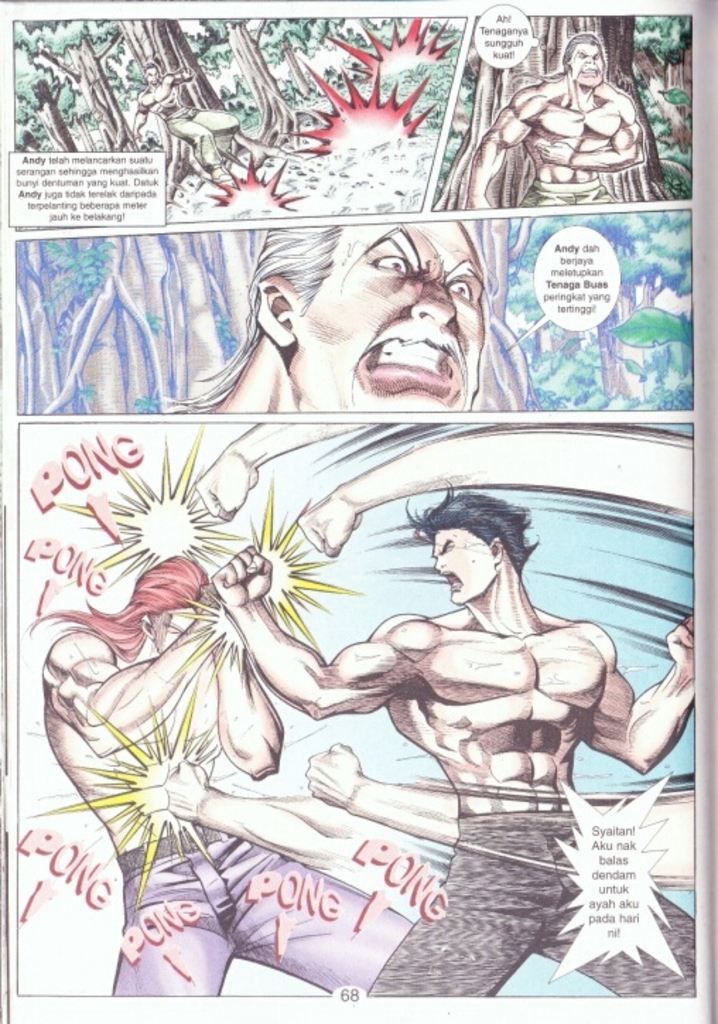 Andy telah melancarkan suatu
serangan sehingga menghasilkan
bunyi dentuman yang kuat. Datuk
Andy juga tidak terelak daripada
terpelanting beberapa meter
jauh ke belakang!
Ah!
Tenaganya
sungguh
kuat!
Andy dah
berjaya
meletupkan
Tenaga Buas
peringkat yang
tertinggi!
PONG
!
PONG
!
PONG
!
PONG
!
PONG
!
PONG
!
Syaitan!
Aku nak
balas
dendam
untuk
ayah aku
pada hari
ni!
68